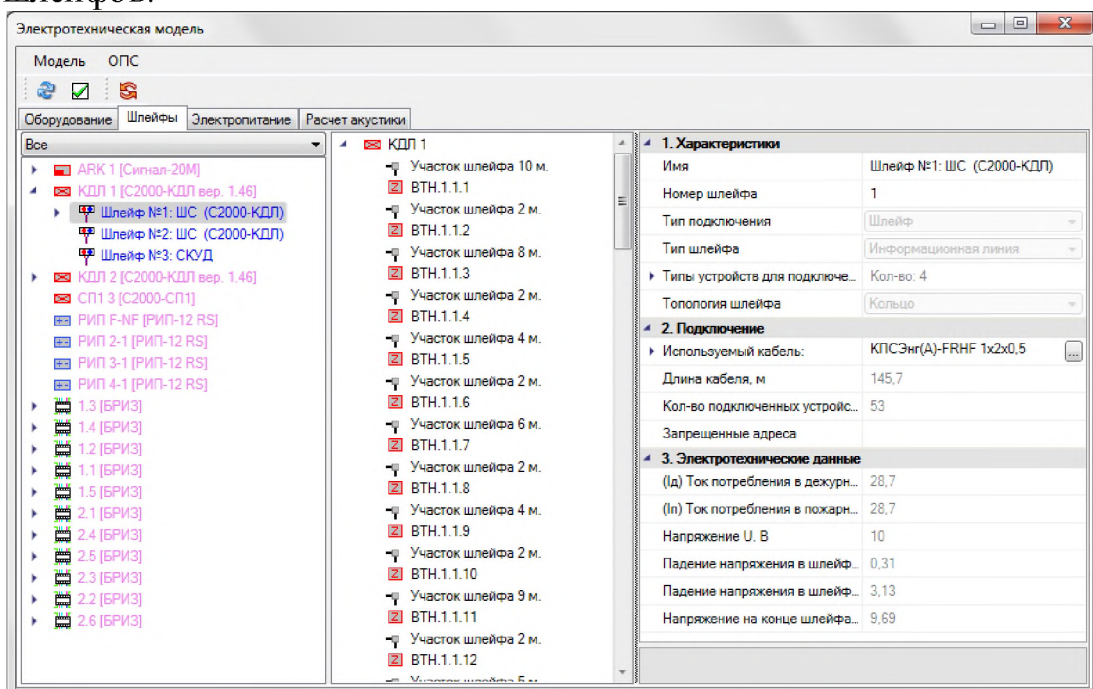 шлейфов.
Электротехническая модель
Модель ОПС
Оборудование Шлейфы Электропитание Расчет акустики
Все
ARK 1 [Сигнал-20М]
КДЛ 1 [С2000-КДЛ вер. 1.46]
Шлейф №1: ШС (С2000-КДЛ)
Шлейф №2: ШС (С2000-КДЛ)
Шлейф №3: СКУД
КДЛ 2 [С2000-КДЛ вер. 1.46]
СП1 3 [С2000-СП1]
РИП F-NF [РИП-12 RS]
РИП 2-1 [РИП-12 RS]
РИП 3-1 [РИП-12 RS]
РИП 4-1 [РИП-12 RS]
1.3 [БРИЗ]
1.4 [БРИЗ]
1.2 [БРИЗ]
1.1 [БРИЗ]
1.5 [БРИЗ]
2.1 [БРИЗ]
2.4 [БРИЗ]
2.5 [БРИЗ]
2.3 [БРИЗ]
2.2 [БРИЗ]
2.6 [БРИЗ]
КДЛ 1
Участок шлейфа 10 м.
ВТН.1.1.1
Участок шлейфа 2 м.
ВТН.1.1.2
Участок шлейфа 8 м.
ВТН.1.1.3
Участок шлейфа 2 м.
ВТН.1.1.4
Участок шлейфа 4 м.
ВТН.1.1.5
Участок шлейфа 2 м.
ВТН.1.1.6
Участок шлейфа 6 м.
ВТН.1.1.7
Участок шлейфа 2 м.
ВТН.1.1.8
Участок шлейфа 4 м.
ВТН.1.1.9
Участок шлейфа 2 м.
ВТН.1.1.10
Участок шлейфа 9 м.
ВТН.1.1.11
Участок шлейфа 2 м.
ВТН.1.1.12
Участок шлейфа 5 м.
1. Характеристики
Имя Шлейф №1: ШС (С2000-КДЛ)
Номер шлейфа 1
Тип подключения Шлейф
Тип шлейфа Информационная линия
Типы устройств для подключе... Кол-во: 4
Топология шлейфа Кольцо
2. Подключение
Используемый кабель: КПСЭнг(А)-FRHF 1x2x0,5 ...
Длина кабеля, м 145,7
Кол-во подключенных устройс... 53
Запрещенные адреса
3. Электротехнические данные
(Iд) Ток потребления в дежурн... 28,7
(Iп) Ток потребления в пожарн... 28,7
Напряжение U. В 10
Падение напряжения в шлейф... 0,31
Падение напряжения в шлейф... 3,13
Напряжение на конце шлейфа... 9,69